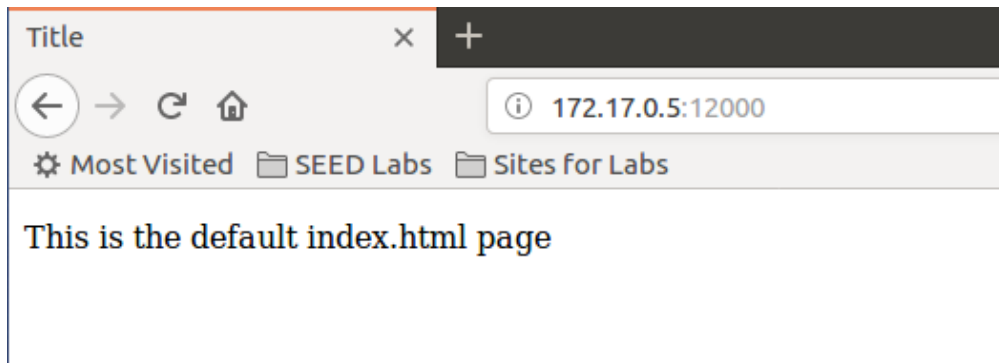 Title
172.17.0.5:12000
Most Visited SEED Labs Sites for Labs
This is the default index.html page